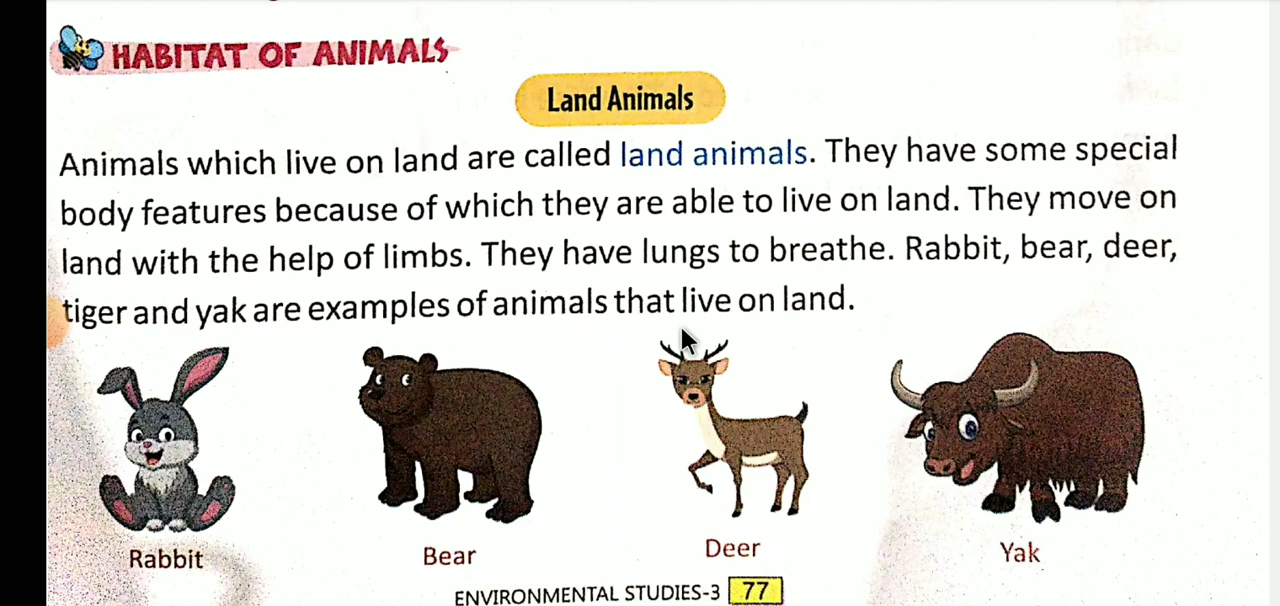 HABITAT OF ANIMALS
Land Animals
Animals which live on land are called land animals. They have some special
body features because of which they are able to live on land. They move on
land with the help of limbs. They have lungs to breathe. Rabbit, bear, deer,
tiger and yak are examples of animals that live on land.
Rabbit
Bear
Deer
Yak
ENVIRONMENTAL STUDIES-3 77